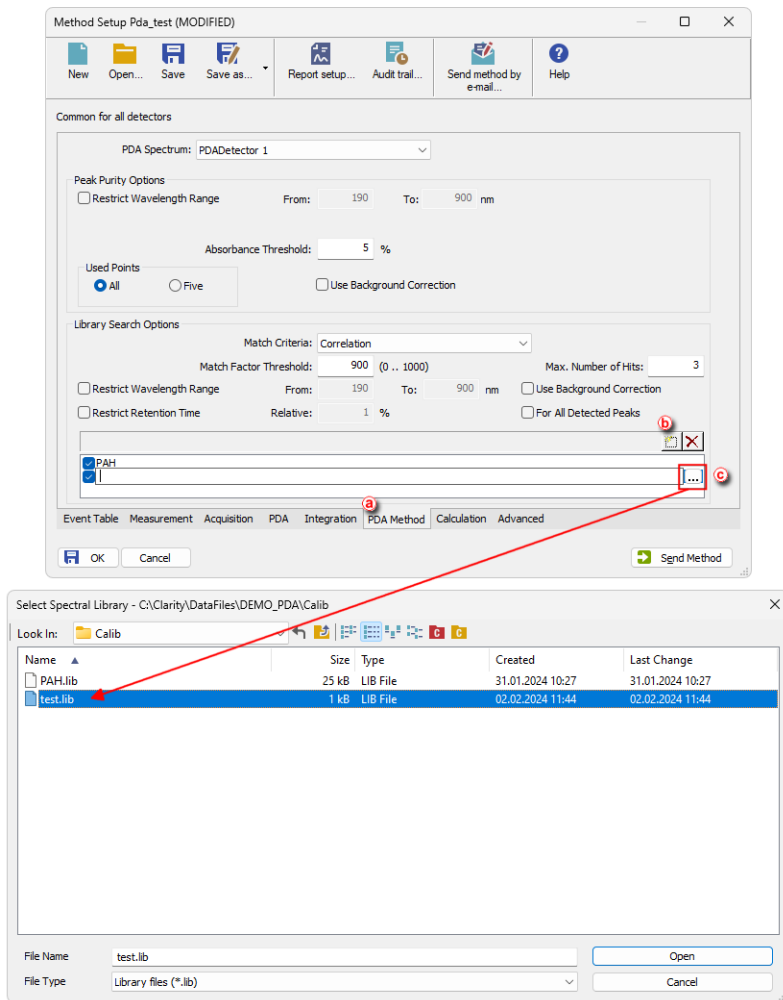 Method Setup Pda_test (MODIFIED)
New Open... Save Save as... Report setup... Audit trail... Send method by e-mail... Help
Common for all detectors
PDA Spectrum: PDADetector 1
Peak Purity Options
Restrict Wavelength Range From: 190 To: 900 nm
Absorbance Threshold: 5 %
Used Points
All Five Use Background Correction
Library Search Options
Match Criteria: Correlation
Match Factor Threshold: 900 (0 .. 1000) Max. Number of Hits: 3
Restrict Wavelength Range From: 190 To: 900 nm Use Background Correction
Restrict Retention Time Relative: 1 % For All Detected Peaks
b
PAH
... c
a
Event Table Measurement Acquisition PDA Integration PDA Method Calculation Advanced
OK Cancel Send Method
Select Spectral Library - C:\Clarity\DataFiles\DEMO_PDA\Calib
Look In: Calib C C
Name Size Type Created Last Change
PAH.lib 25 kB LIB File 31.01.2024 10:27 31.01.2024 10:27
test.lib 1 kB LIB File 02.02.2024 11:44 02.02.2024 11:44
File Name test.lib Open
File Type Library files (*.lib) Cancel